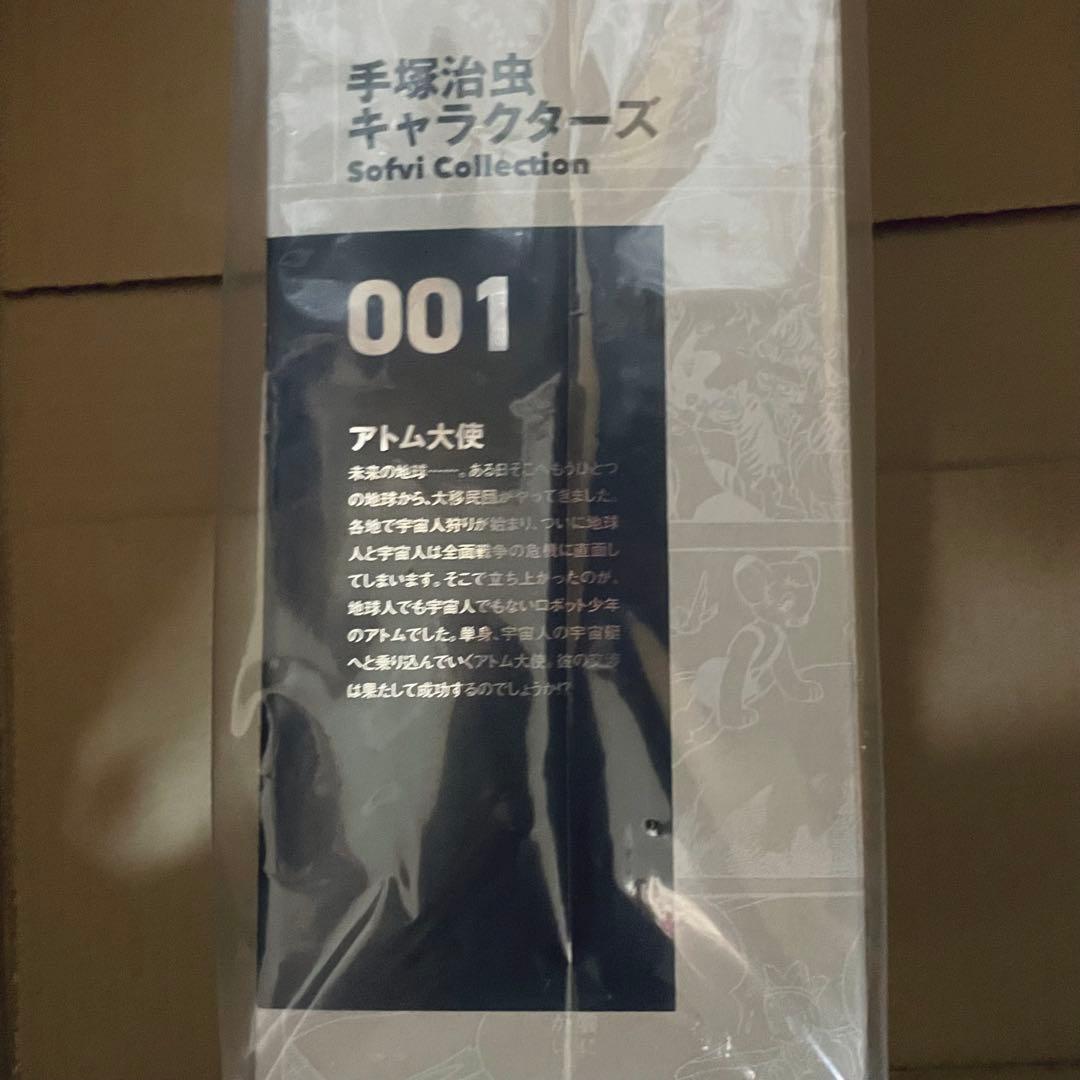 手塚治虫
キャラクターズ
Sofvi Collection
001
アトム大使
未来の地球……。ある日そこへもうひとつ
の地球から、大移民団がやってきました。
各地で宇宙人狩りが始まり、ついに地球
人と宇宙人は全面戦争の危機に直面し
てしまいます。そこで立ち上がったのが、
地球人でも宇宙人でもないロボット少年
のアトムでした。単身、宇宙人の宇宙艇
へと乗り込んでいくアトム大使。彼の交渉
は果たして成功するのでしょうか!?